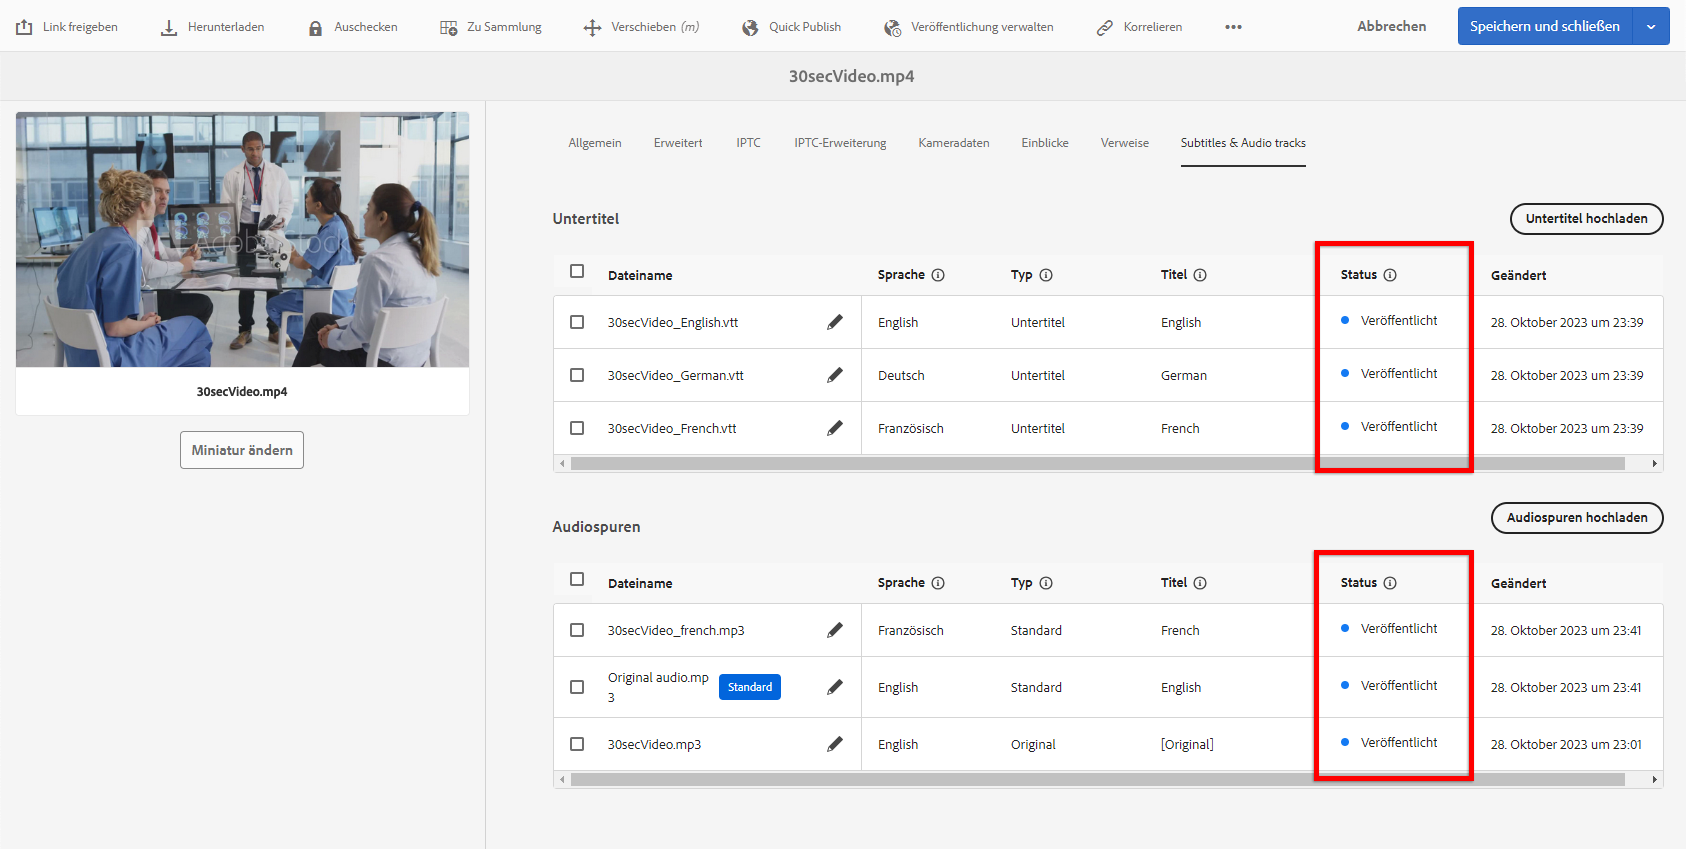 Link freigeben Herunterladen Auschecken Zu Sammlung Verschieben (m) Quick Publish Veröffentlichung verwalten Korrelieren ••• Abbrechen Speichern und schließen
30secVideo.mp4
Adobe Stock
30secVideo.mp4
Miniatur ändern
Allgemein Erweitert IPTC IPTC-Erweiterung Kameradaten Einblicke Verweise Subtitles & Audio tracks
Untertitel Untertitel hochladen
Dateiname Sprache Typ Titel Status Geändert
30secVideo_English.vtt English Untertitel English Veröffentlicht 28. Oktober 2023 um 23:39
30secVideo_German.vtt Deutsch Untertitel German Veröffentlicht 28. Oktober 2023 um 23:39
30secVideo_French.vtt Französisch Untertitel French Veröffentlicht 28. Oktober 2023 um 23:39
Audiospuren Audiospuren hochladen
Dateiname Sprache Typ Titel Status Geändert
30secVideo_french.mp3 Französisch Standard French Veröffentlicht 28. Oktober 2023 um 23:41
Original audio.mp
3 Standard English Standard English Veröffentlicht 28. Oktober 2023 um 23:41
30secVideo.mp3 English Original [Original] Veröffentlicht 28. Oktober 2023 um 23:01